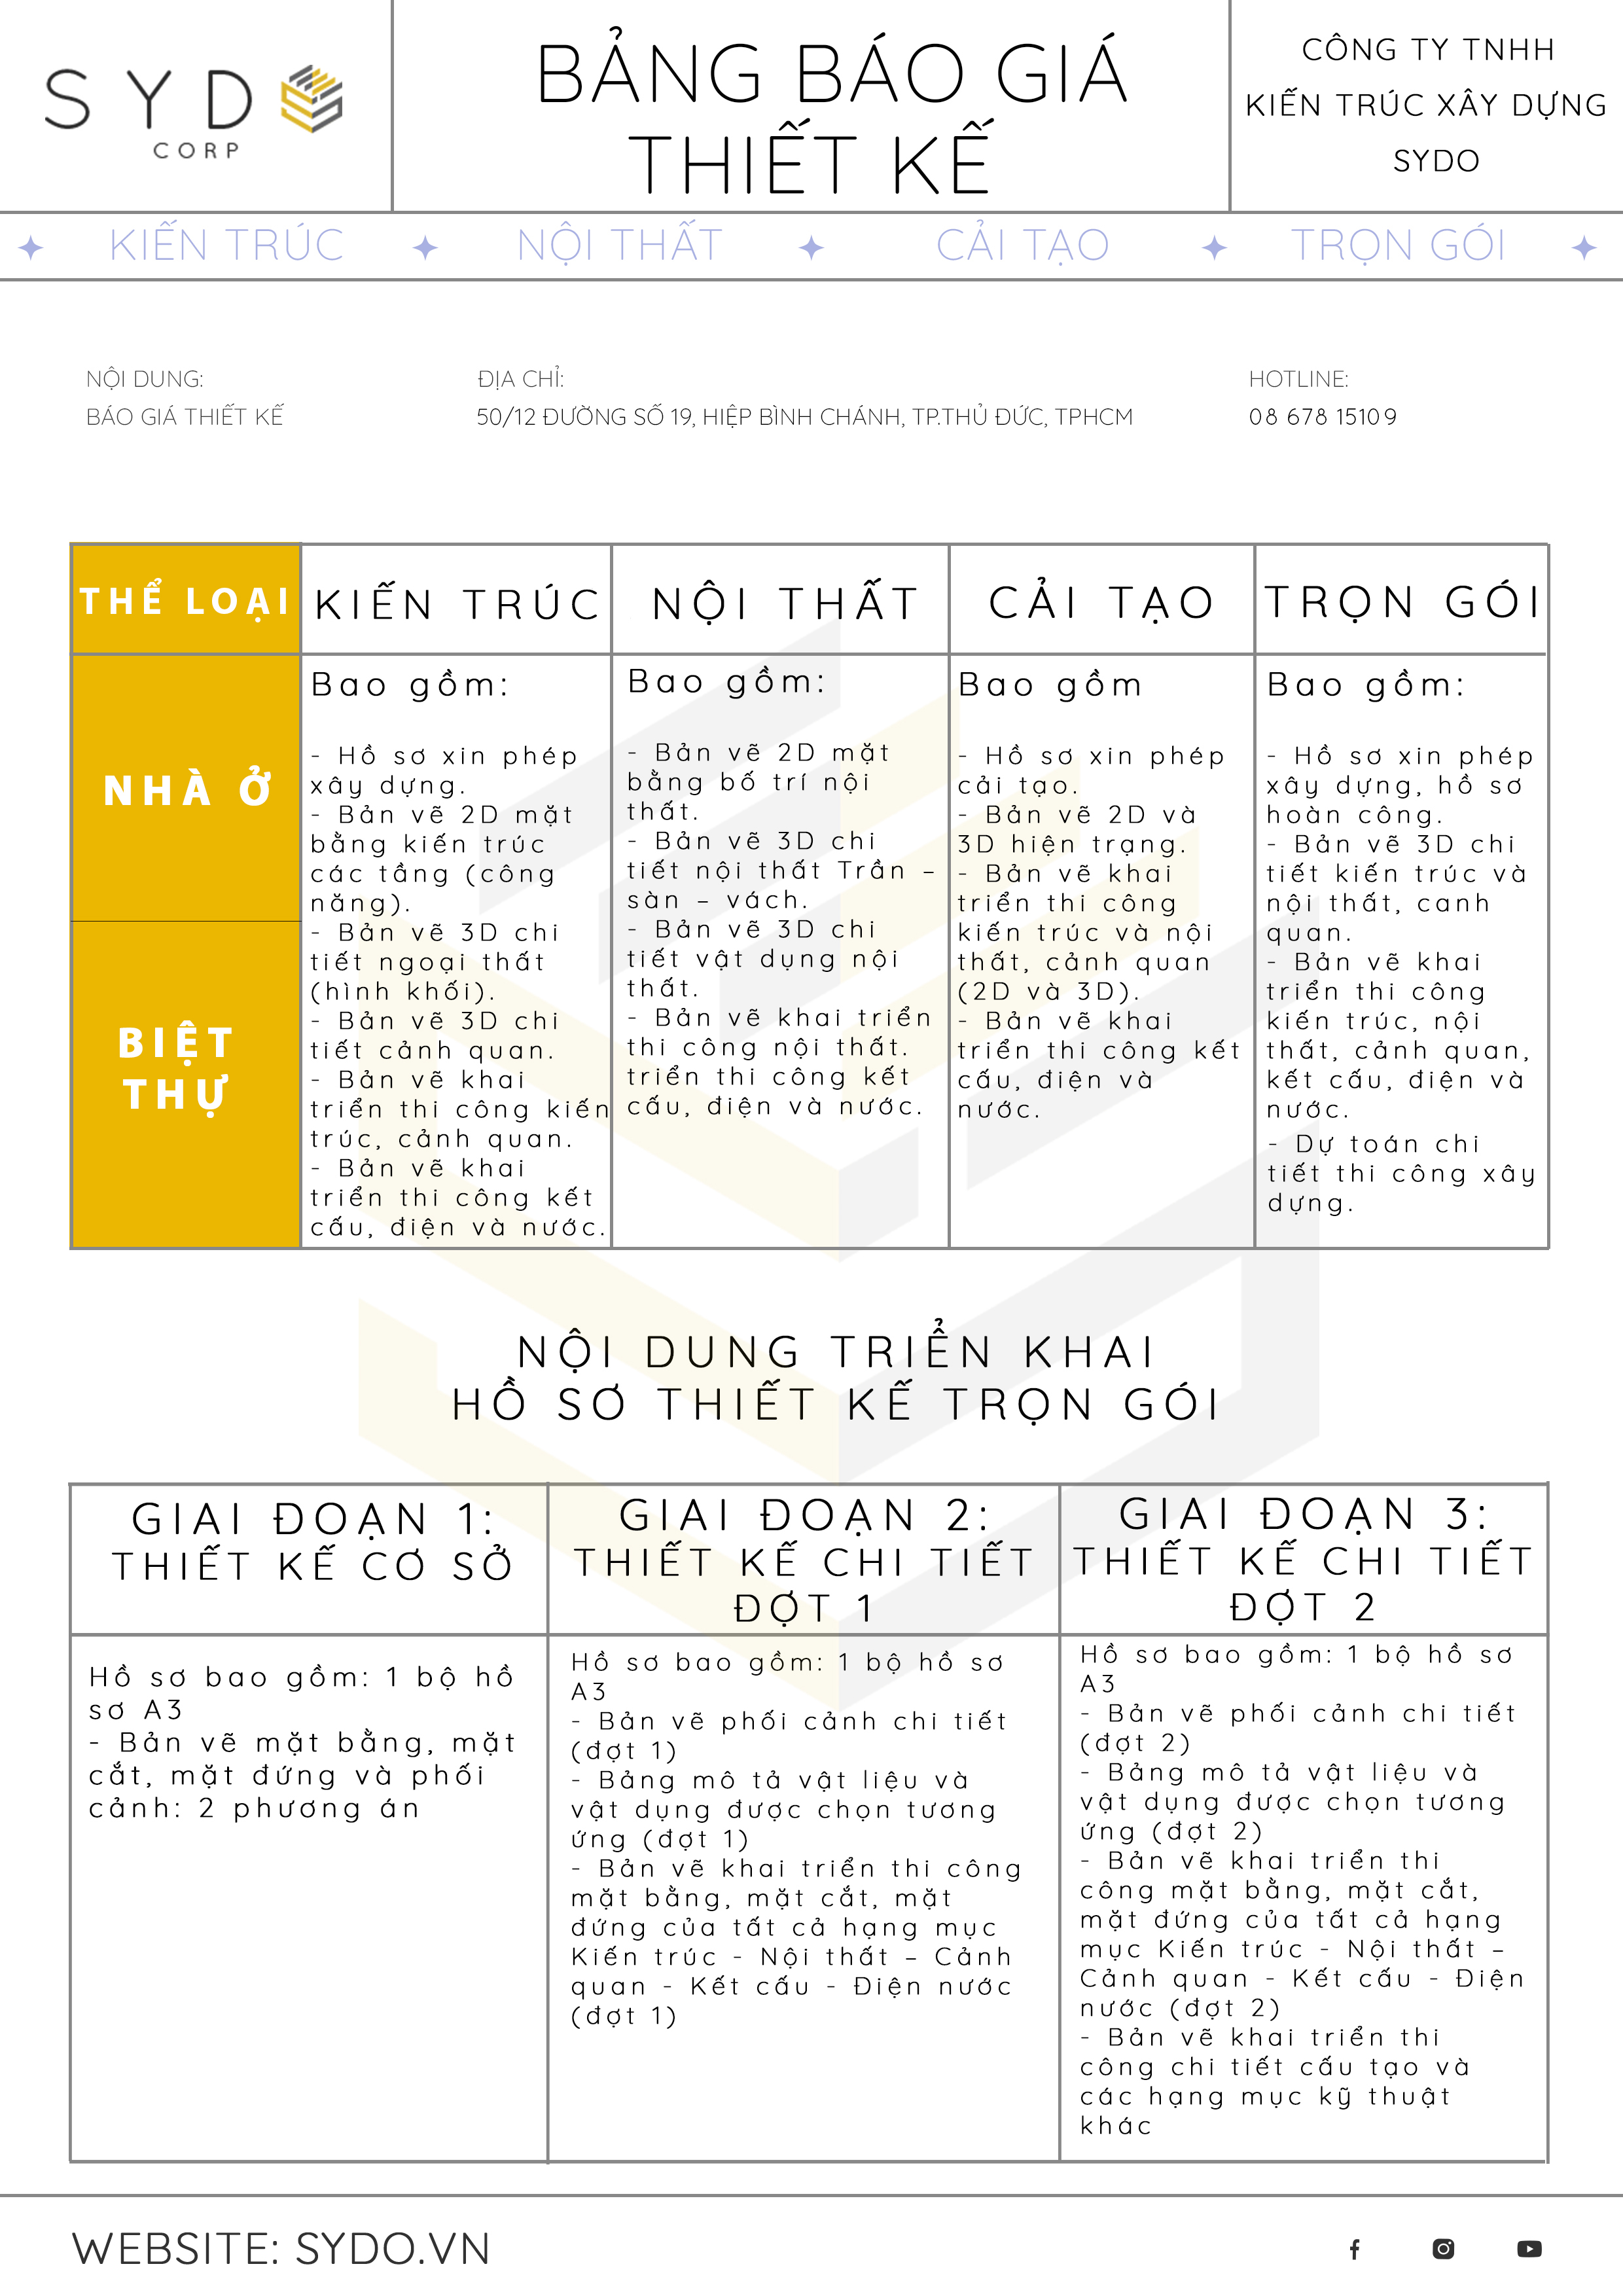 SYD
CORP
BẢNG BÁO GIÁ
THIẾT KẾ
CÔNG TY TNHH
KIẾN TRÚC XÂY DỰNG
SYDO
KIẾN TRÚC
NỘI THẤT
CẢI TẠO
TRỌN GÓI
NỘI DUNG:
BÁO GIÁ THIẾT KẾ
ĐỊA CHỈ:
50/12 ĐƯỜNG SỐ 19, HIỆP BÌNH CHÁNH, TP.THỦ ĐỨC, TPHCM
HOTLINE:
08 678 15109
THỂ LOẠI
KIẾN TRÚC
NỘI THẤT
CẢI TẠO
TRỌN GÓI
NHÀ Ở
BIỆT
THỰ
Bao gồm:
- Hồ sơ xin phép
xây dựng.
- Bản vẽ 2D mặt
bằng kiến trúc
các tầng (công
năng).
- Bản vẽ 3D chi
tiết ngoại thất
(hình khối).
- Bản vẽ 3D chi
tiết cảnh quan.
- Bản vẽ khai
triển thi công kiến
trúc, cảnh quan.
- Bản vẽ khai
triển thi công kết
cấu, điện và nước.
Bao gồm:
- Bản vẽ 2D mặt
bằng bố trí nội
thất.
- Bản vẽ 3D chi
tiết nội thất Trần –
sàn – vách.
- Bản vẽ 3D chi
tiết vật dụng nội
thất.
- Bản vẽ khai triển
thi công nội thất.
triển thi công kết
cấu, điện và nước.
Bao gồm
- Hồ sơ xin phép
cải tạo.
- Bản vẽ 2D và
3D hiện trạng.
- Bản vẽ khai
triển thi công
kiến trúc và nội
thất, cảnh quan
(2D và 3D).
- Bản vẽ khai
triển thi công kết
cấu, điện và
nước.
Bao gồm:
- Hồ sơ xin phép
xây dựng, hồ sơ
hoàn công.
- Bản vẽ 3D chi
tiết kiến trúc và
nội thất, canh
quan.
- Bản vẽ khai
triển thi công
kiến trúc, nội
thất, cảnh quan,
kết cấu, điện và
nước.
- Dự toán chi
tiết thi công xây
dựng.
NỘI DUNG TRIỂN KHAI
HỒ SƠ THIẾT KẾ TRỌN GÓI
GIAI ĐOẠN 1:
THIẾT KẾ CƠ SỞ
GIAI ĐOẠN 2:
THIẾT KẾ CHI TIẾT
ĐỢT 1
GIAI ĐOẠN 3:
THIẾT KẾ CHI TIẾT
ĐỢT 2
Hồ sơ bao gồm: 1 bộ hồ
sơ A3
- Bản vẽ mặt bằng, mặt
cắt, mặt đứng và phối
cảnh: 2 phương án
Hồ sơ bao gồm: 1 bộ hồ sơ
A3
- Bản vẽ phối cảnh chi tiết
(đợt 1)
- Bảng mô tả vật liệu và
vật dụng được chọn tương
ứng (đợt 1)
- Bản vẽ khai triển thi công
mặt bằng, mặt cắt, mặt
đứng của tất cả hạng mục
Kiến trúc - Nội thất – Cảnh
quan - Kết cấu - Điện nước
(đợt 1)
Hồ sơ bao gồm: 1 bộ hồ sơ
A3
- Bản vẽ phối cảnh chi tiết
(đợt 2)
- Bảng mô tả vật liệu và
vật dụng được chọn tương
ứng (đợt 2)
- Bản vẽ khai triển thi
công mặt bằng, mặt cắt,
mặt đứng của tất cả hạng
mục Kiến trúc - Nội thất –
Cảnh quan - Kết cấu - Điện
nước (đợt 2)
- Bản vẽ khai triển thi
công chi tiết cấu tạo và
các hạng mục kỹ thuật
khác
WEBSITE: SYDO.VN